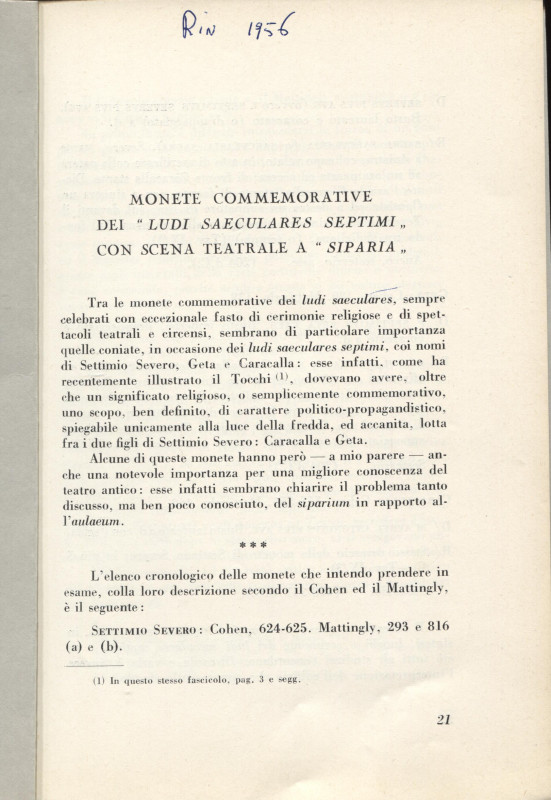 Rin 1956
MONETE COMMEMORATIVE
DEI “ LUDI SAECULARES SEPTIMI „
CON SCENA TEATRALE A “ SIPARIA „
Tra le monete commemorative dei ludi saeculares, sempre
celebrati con eccezionale fasto di cerimonie religiose e di spet-
tacoli teatrali e circensi, sembrano di particolare importanza
quelle coniate, in occasione dei ludi saeculares septimi, coi nomi
di Settimio Severo, Geta e Caracalla: esse infatti, come ha
recentemente illustrato il Tocchi (1), dovevano avere, oltre
che un significato religioso, o semplicemente commemorativo,
uno scopo, ben definito, di carattere politico-propagandistico,
spiegabile unicamente alla luce della fredda, ed accanita, lotta
fra i due figli di Settimio Severo: Caracalla e Geta.
Alcune di queste monete hanno però — a mio parere — an-
che una notevole importanza per una migliore conoscenza del
teatro antico: esse infatti sembrano chiarire il problema tanto
discusso, ma ben poco conosciuto, del siparium in rapporto al-
l'aulaeum.
***
L'elenco cronologico delle monete che intendo prendere in
esame, colla loro descrizione secondo il Cohen ed il Mattingly,
è il seguente:
SETTIMIO SEVERO: Cohen, 624-625. Mattingly, 293 e 816
(a) e (b).
(1) In questo stesso fascicolo, pag. 3 e segg.
21